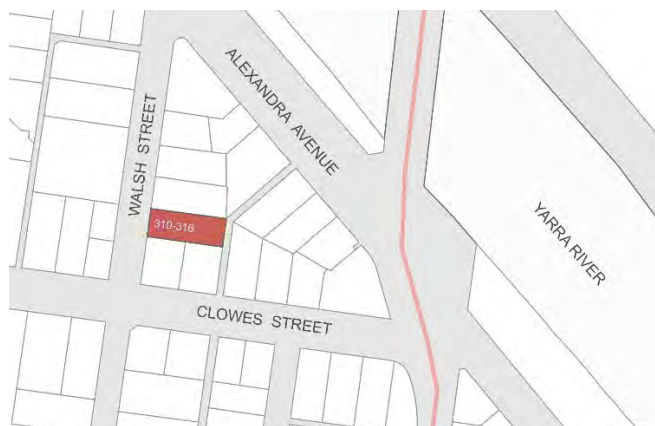 ALEXANDRA AVENUE
WALSH STREET
310-316
YARRA RIVER
CLOWES STREET